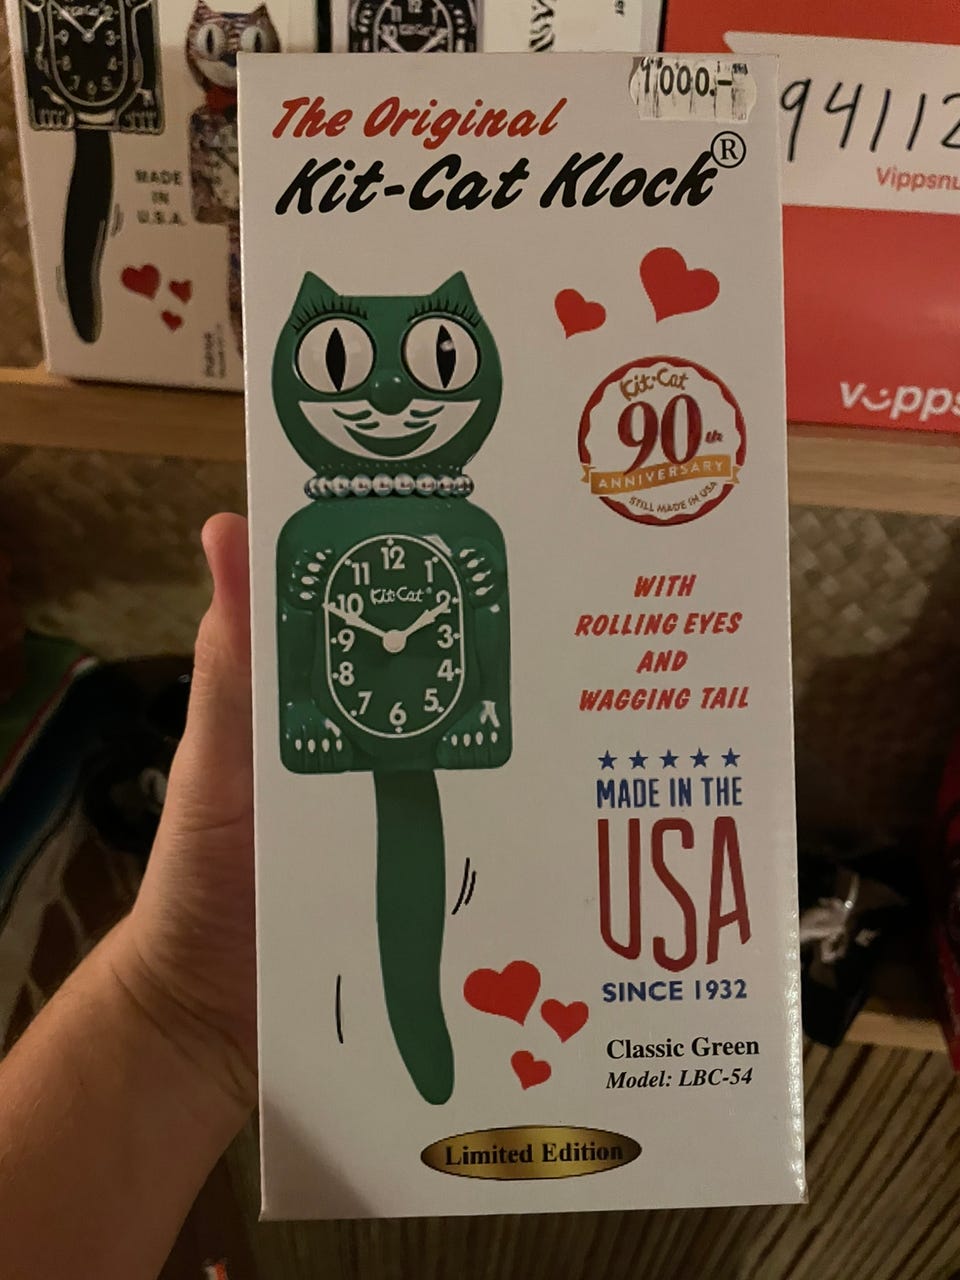 1'000.-
The Original
Kit-Cat Klock®
Kit-Cat
90th
ANNIVERSARY
STILL MADE IN USA
12
11 1
Kit-Cat®
10 2
9 3
8 4
7 5
6
WITH
ROLLING EYES
AND
WAGGING TAIL
MADE IN THE
USA
SINCE 1932
Classic Green
Model: LBC-54
Limited Edition
MADE
IN
U.S.A.
94112
Vippsnu
vipps